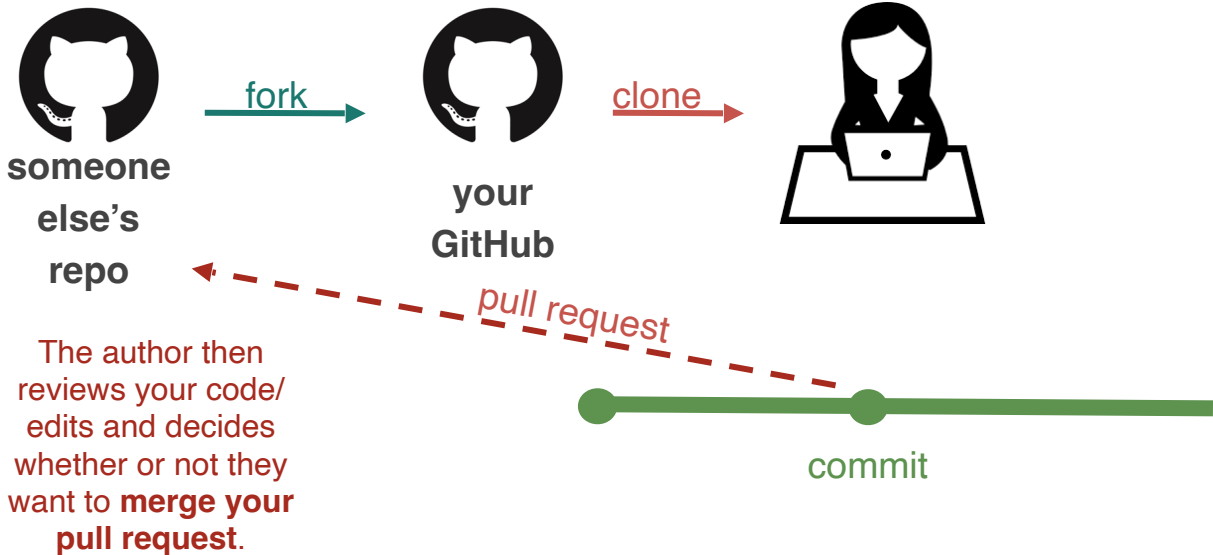 fork
clone
someone
else’s
repo
your
GitHub
pull request
The author then
reviews your code/
edits and decides
whether or not they
want to merge your
pull request.
commit